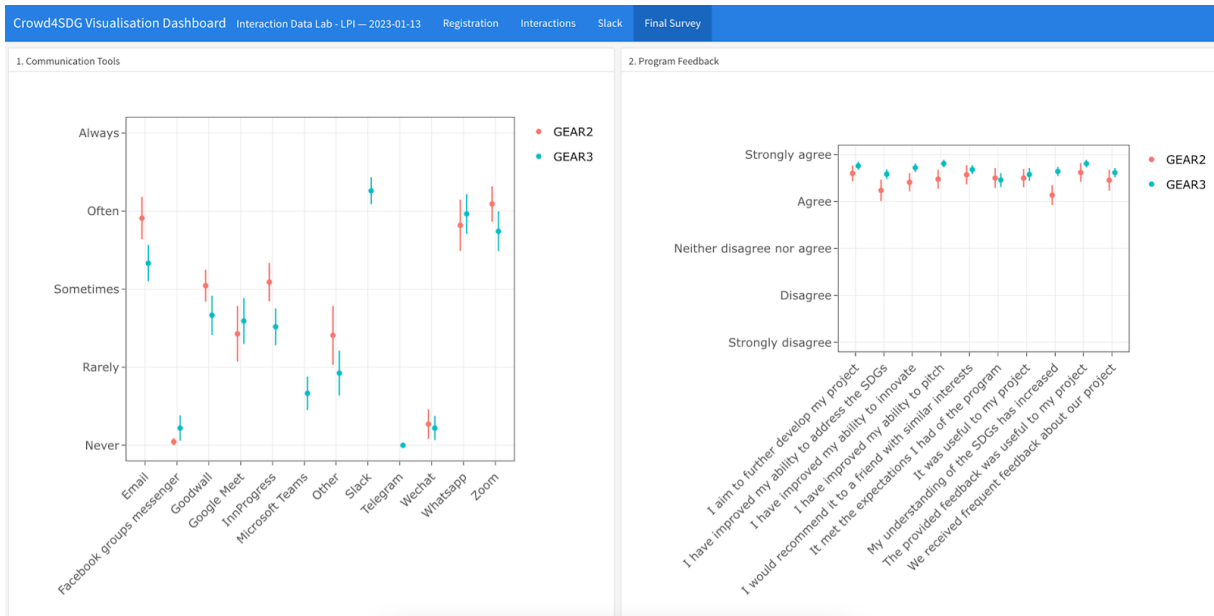 Crowd4SDG Visualisation Dashboard Interaction Data Lab - LPI — 2023-01-13 Registration Interactions Slack Final Survey
1. Communication Tools
Always
Often
Sometimes
Rarely
Never
GEAR2
GEAR3
Email
Facebook groups messenger
Goodwall
Google Meet
InnProgress
Microsoft Teams
Other
Slack
Telegram
Wechat
Whatsapp
Zoom
2. Program Feedback
Strongly agree
Agree
Neither disagree nor agree
Disagree
Strongly disagree
GEAR2
GEAR3
I aim to further develop my project
I have improved my ability to address the SDGs
I have improved my ability to innovate
I have improved my ability to pitch
I would recommend it to a friend with similar interests
It met the expectations I had of the program
It was useful to my project
My understanding of the SDGs has increased
The provided feedback was useful to my project
We received frequent feedback about our project